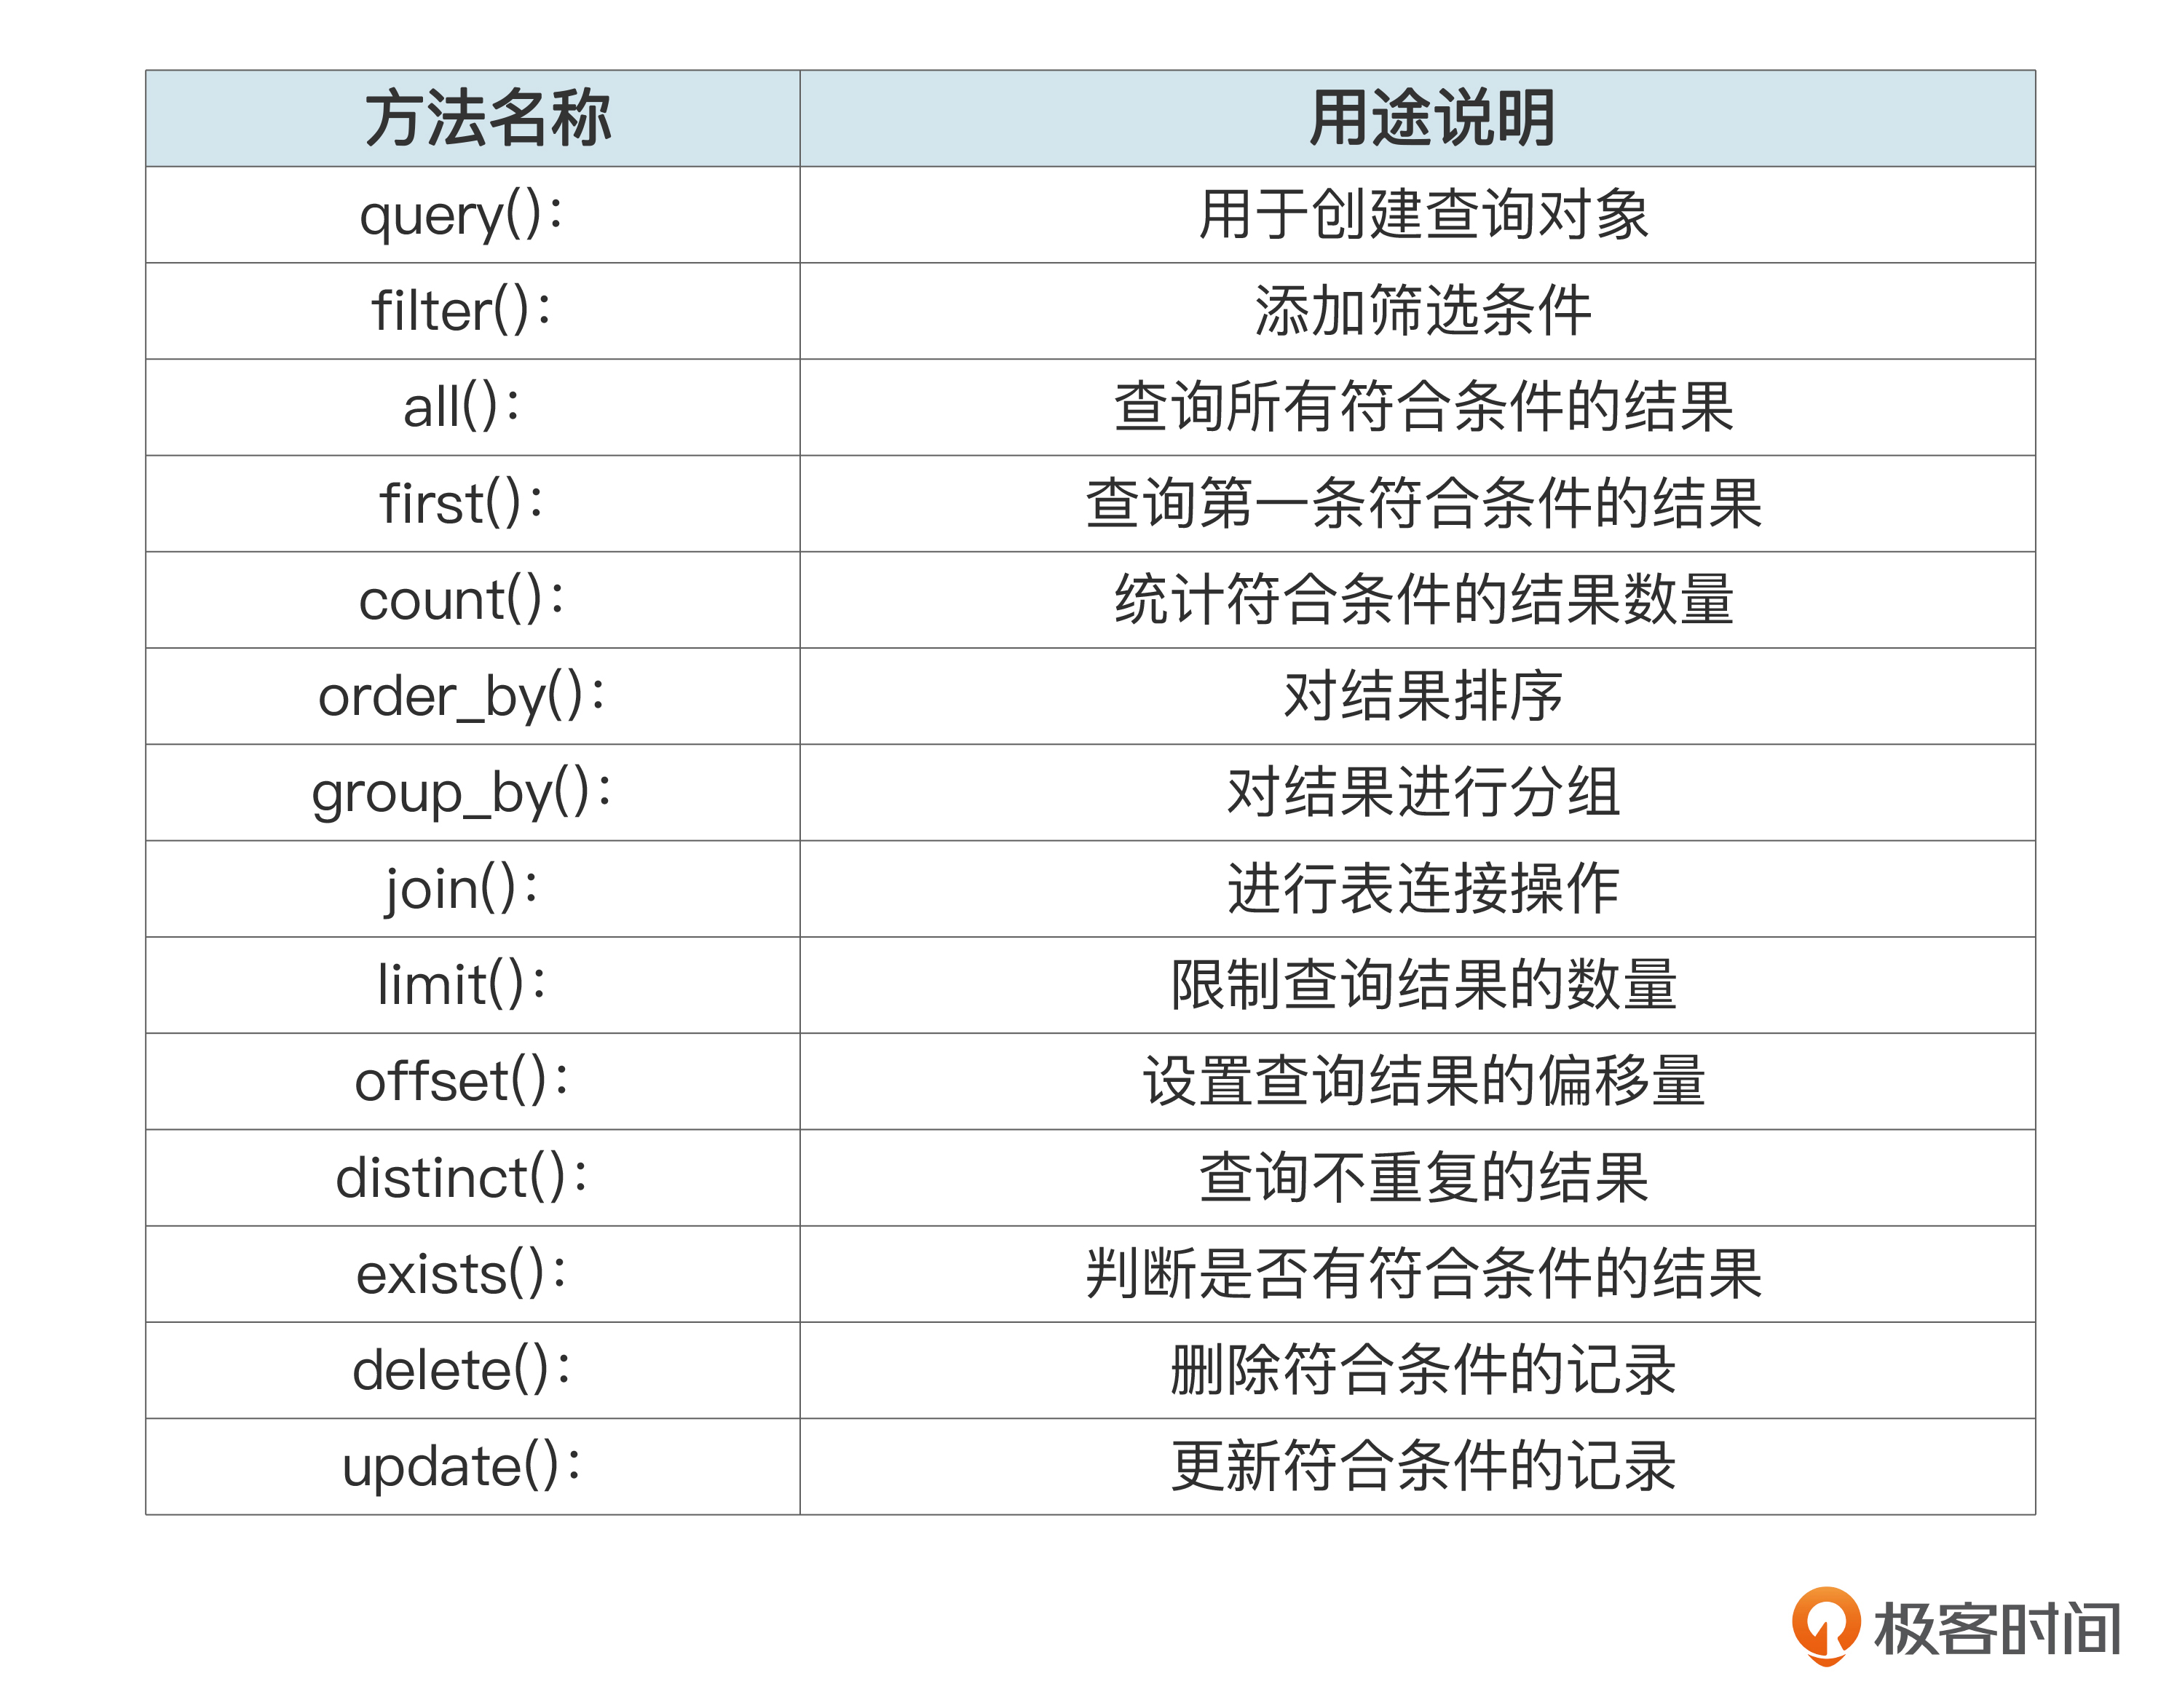 方法名称 用途说明
query()： 用于创建查询对象
filter()： 添加筛选条件
all()： 查询所有符合条件的结果
first()： 查询第一条符合条件的结果
count()： 统计符合条件的结果数量
order_by()： 对结果排序
group_by()： 对结果进行分组
join()： 进行表连接操作
limit()： 限制查询结果的数量
offset()： 设置查询结果的偏移量
distinct()： 查询不重复的结果
exists()： 判断是否有符合条件的结果
delete()： 删除符合条件的记录
update()： 更新符合条件的记录
极客时间